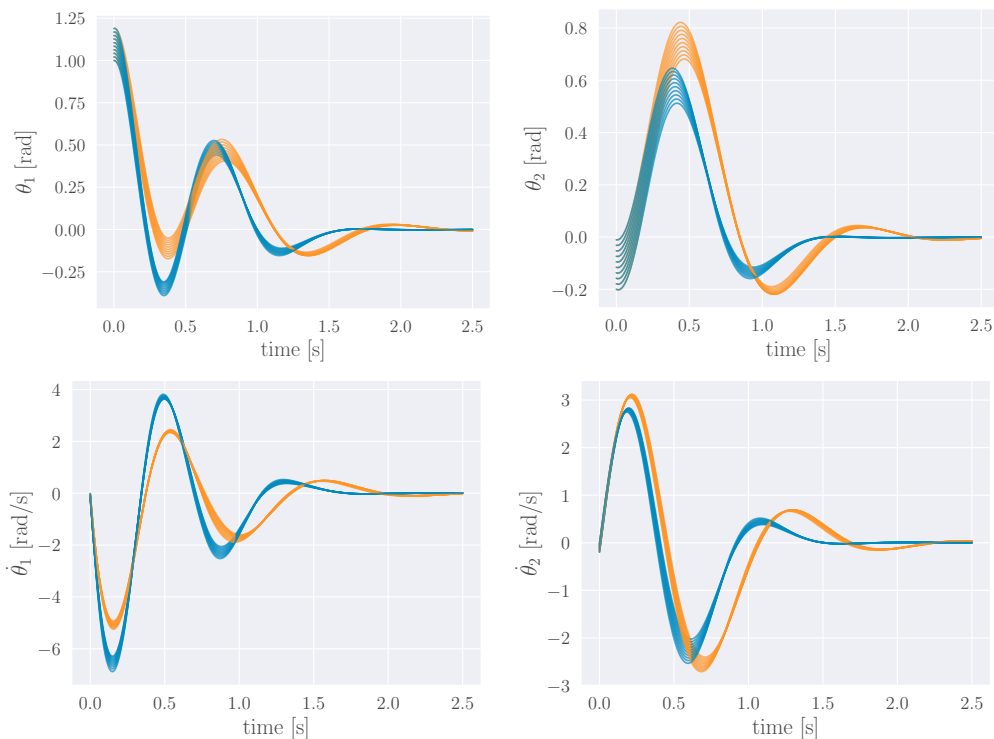 1.25
1.00
0.75
0.50
0.25
0.00
−0.25
θ₁ [rad]
0.0 0.5 1.0 1.5 2.0 2.5
time [s]
0.8
0.6
0.4
0.2
0.0
−0.2
θ₂ [rad]
0.0 0.5 1.0 1.5 2.0 2.5
time [s]
4
2
0
−2
−4
−6
θ̇₁ [rad/s]
0.0 0.5 1.0 1.5 2.0 2.5
time [s]
3
2
1
0
−1
−2
−3
θ̇₂ [rad/s]
0.0 0.5 1.0 1.5 2.0 2.5
time [s]